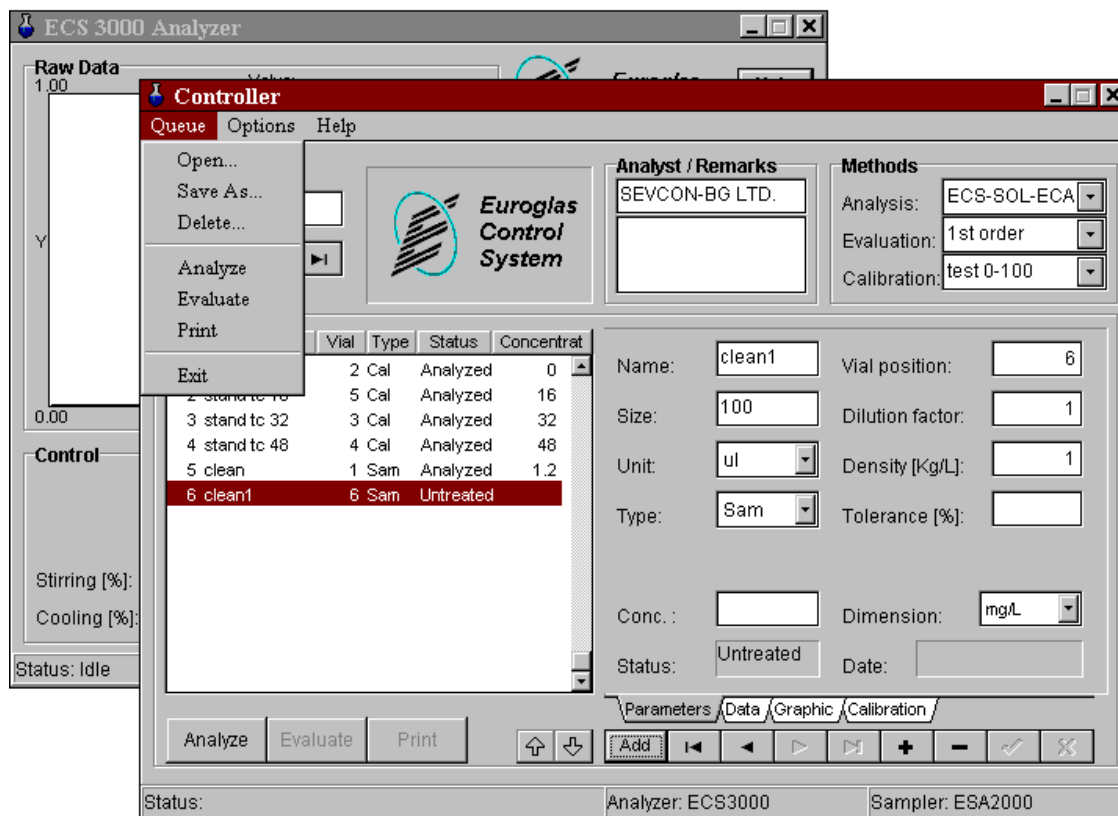 ECS 3000 Analyzer
Raw Data
1.00
Y
0.00
Control
Stirring [%]:
Cooling [%]:
Status: Idle
Controller
Queue Options Help
Open...
Save As...
Delete...
Analyze
Evaluate
Print
Exit
Euroglas
Control
System
Analyst / Remarks
SEVCON-BG LTD.
Methods
Analysis: ECS-SOL-ECA
Evaluation: 1st order
Calibration: test 0-100
Vial Type Status Concentrat
2 Cal Analyzed 0
5 Cal Analyzed 16
3 stand tc 32 3 Cal Analyzed 32
4 stand tc 48 4 Cal Analyzed 48
5 clean 1 Sam Analyzed 1.2
6 clean1 6 Sam Untreated
Name: clean1 Vial position: 6
Size: 100 Dilution factor: 1
Unit: ul Density [Kg/L]: 1
Type: Sam Tolerance [%]:
Conc. : Dimension: mg/L
Status: Untreated Date:
Parameters Data Graphic Calibration
Analyze Evaluate Print Add
Status: Analyzer: ECS3000 Sampler: ESA2000